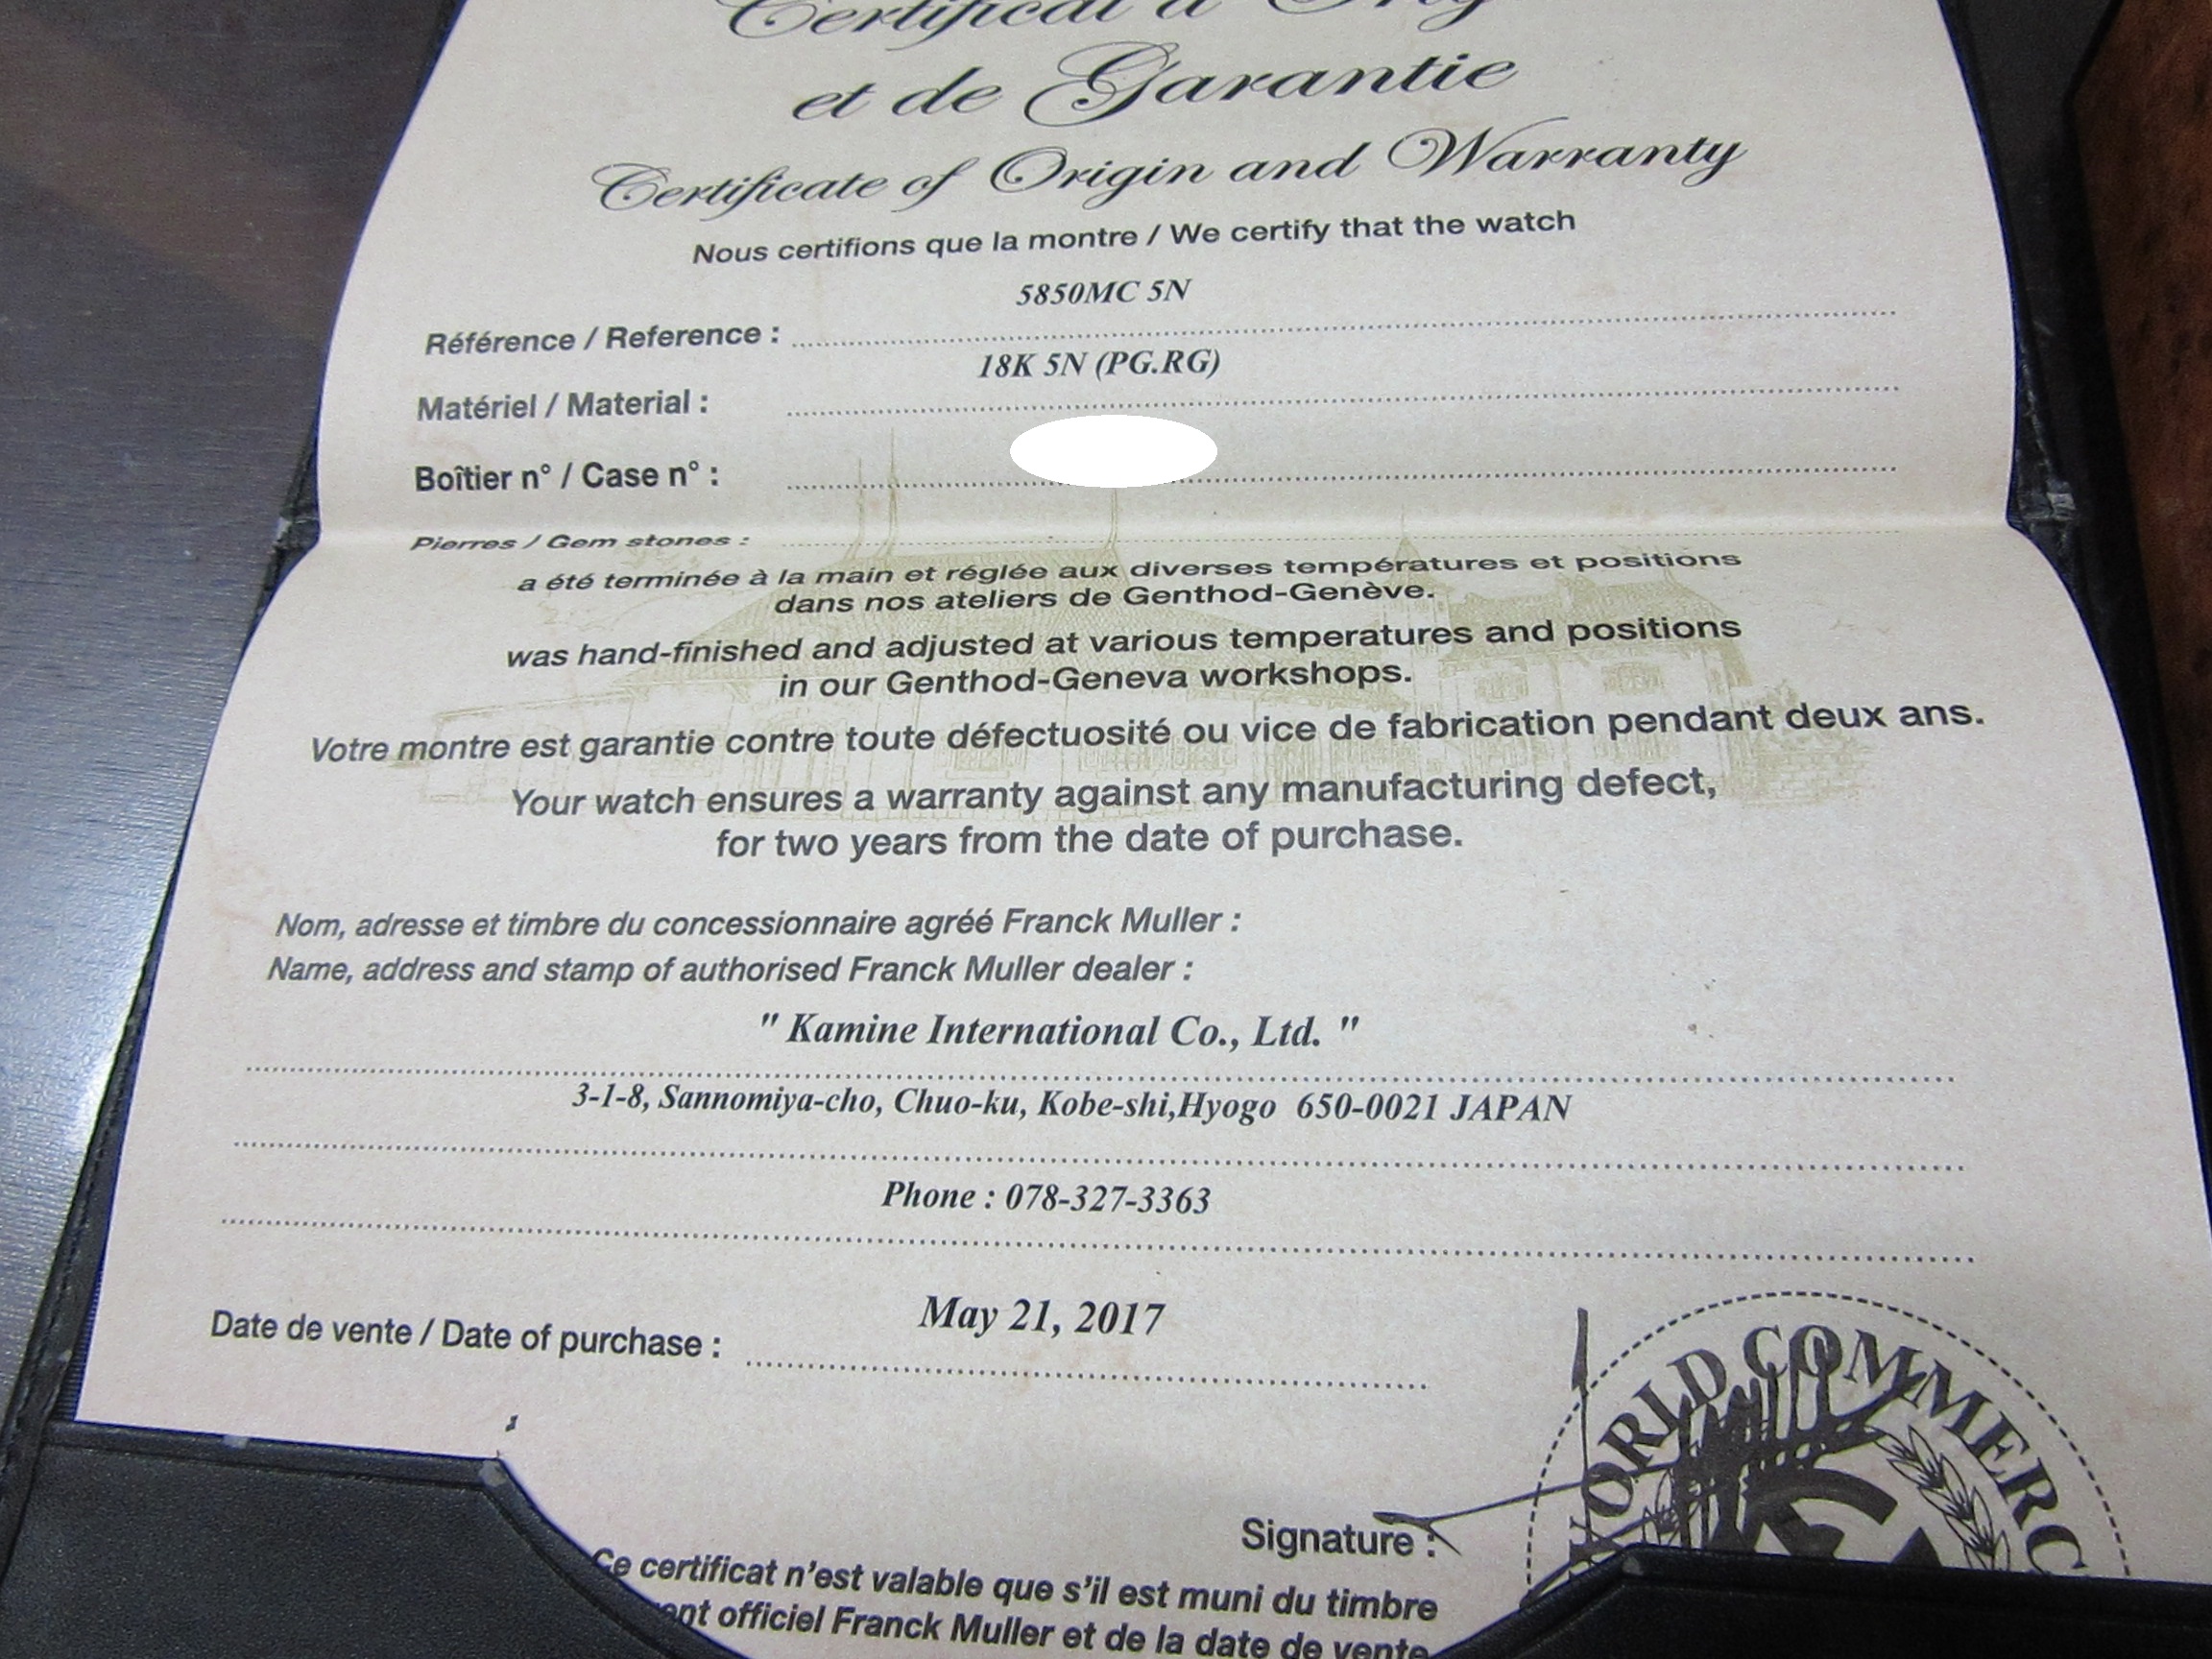 et de Garantie
Certificate of Origin and Warranty
Nous certifions que la montre / We certify that the watch
5850MC 5N
Référence / Reference :
18K 5N (PG.RG)
Matériel / Material :
Boîtier n° / Case n° :
Pierres / Gem stones :
a été terminée à la main et réglée aux diverses températures et positions
dans nos ateliers de Genthod-Genève.
was hand-finished and adjusted at various temperatures and positions
in our Genthod-Geneva workshops.
Votre montre est garantie contre toute défectuosité ou vice de fabrication pendant deux ans.
Your watch ensures a warranty against any manufacturing defect,
for two years from the date of purchase.
Nom, adresse et timbre du concessionnaire agréé Franck Muller :
Name, address and stamp of authorised Franck Muller dealer :
" Kamine International Co., Ltd. "
3-1-8, Sannomiya-cho, Chuo-ku, Kobe-shi,Hyogo 650-0021 JAPAN
Phone : 078-327-3363
May 21, 2017
Date de vente / Date of purchase :
WORLD COMMERC
Signature :
Ce certificat n'est valable que s'il est muni du timbre
officiel Franck Muller et de la date de vente